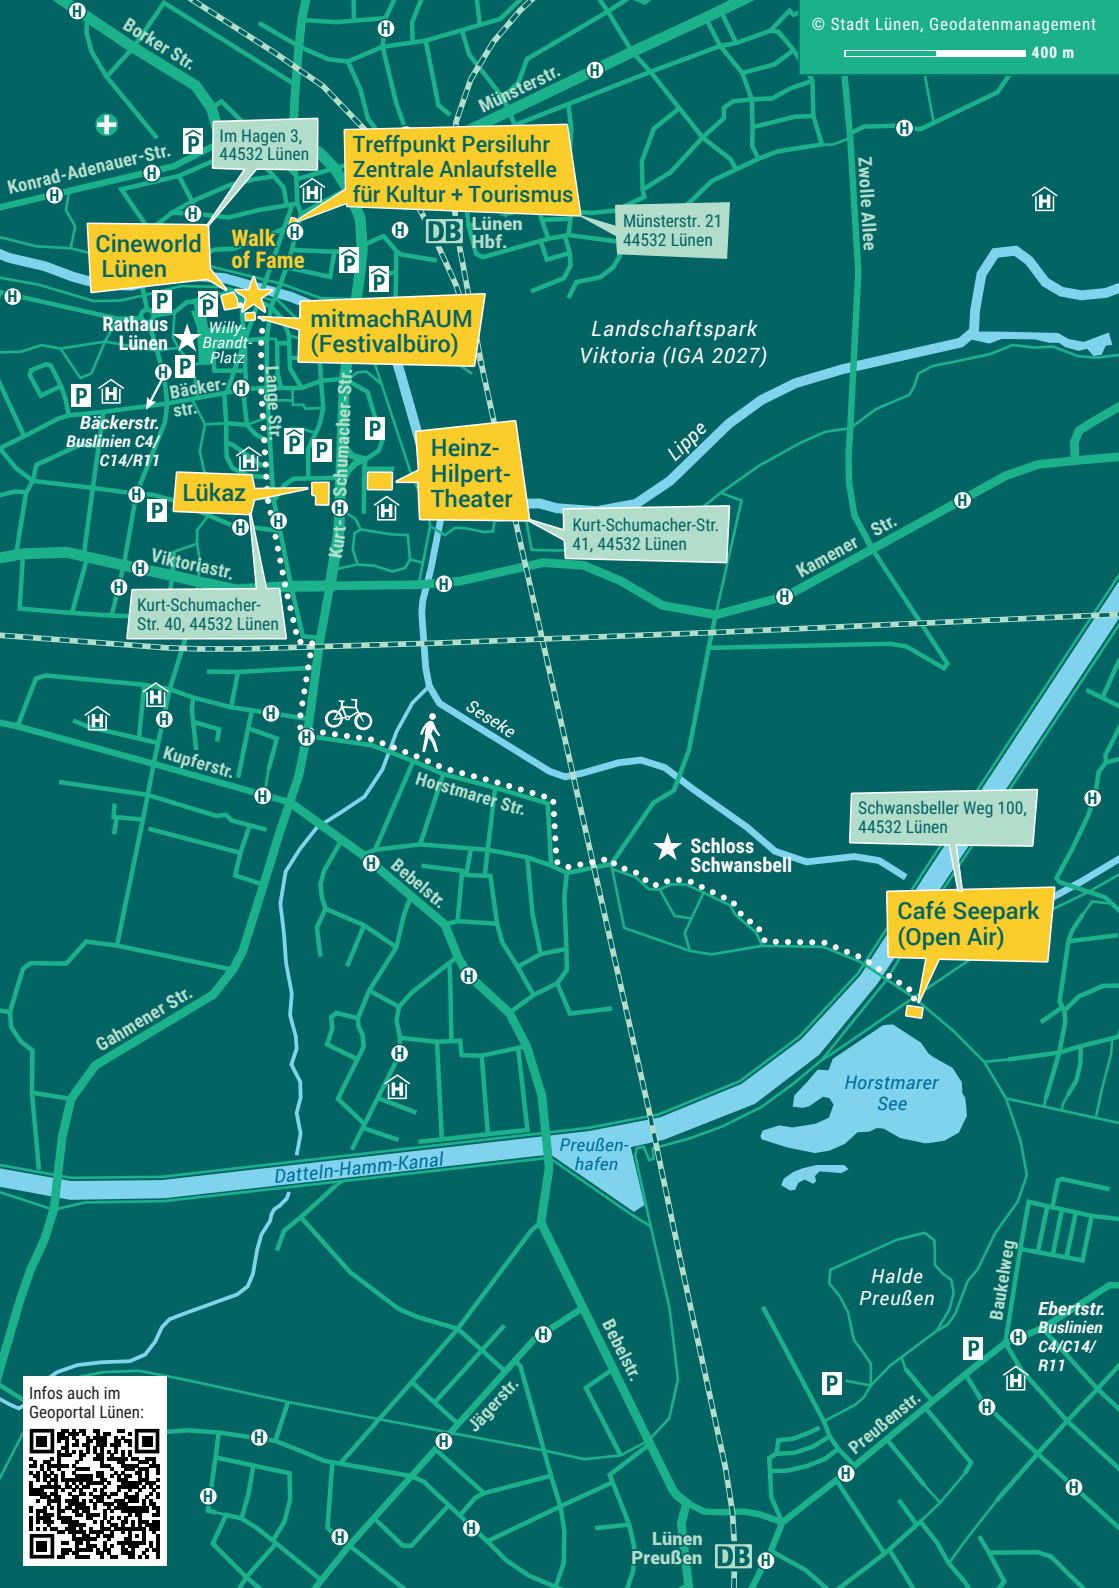 © Stadt Lünen, Geodatenmanagement
400 m
Borker Str.
Münsterstr.
Konrad-Adenauer-Str.
Im Hagen 3,
44532 Lünen
Treffpunkt Persiluhr
Zentrale Anlaufstelle
für Kultur + Tourismus
Münsterstr. 21
44532 Lünen
Zwolle Allee
DB
Lünen
Hbf.
Cineworld
Lünen
Walk
of Fame
Rathaus
Lünen
Willy-
Brandt-
Platz
mitmachRAUM
(Festivalbüro)
Landschaftspark
Viktoria (IGA 2027)
Bäcker-
str.
Lange Str.
Kurt-Schumacher-Str.
Bäckerstr.
Buslinien C4/
C14/R11
Lippe
Heinz-
Hilpert-
Theater
Lükaz
Kurt-Schumacher-Str.
41, 44532 Lünen
Kamener Str.
Viktoriastr.
Kurt-Schumacher-
Str. 40, 44532 Lünen
Seseke
Kupferstr.
Horstmarer Str.
Schwansbeller Weg 100,
44532 Lünen
Schloss
Schwansbell
Bebelstr.
Café Seepark
(Open Air)
Gahmener Str.
Horstmarer
See
Preußen-
hafen
Datteln-Hamm-Kanal
Halde
Preußen
Baukelweg
Ebertstr.
Buslinien
C4/C14/
R11
Bebelstr.
Jägerstr.
Preußenstr.
Infos auch im
Geoportal Lünen:
Lünen
Preußen
DB